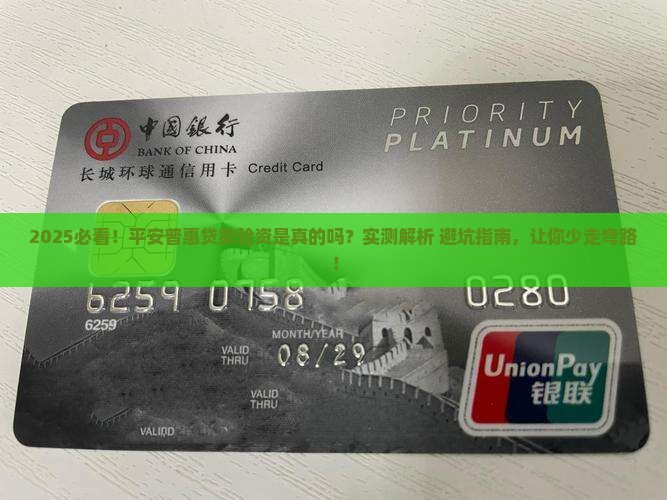 中国银行
BANK OF CHINA
长城环球通信用卡 Credit Card
PRIORITY
PLATINUM
2025必看！平安普惠贷款验资是真的吗？实测解析 避坑指南，让你少走弯路
！
6259 0758 0280
6259
MONTH/YEAR
VALID
THRU
08/29
VALID
THRU
VALID
UnionPay
银联